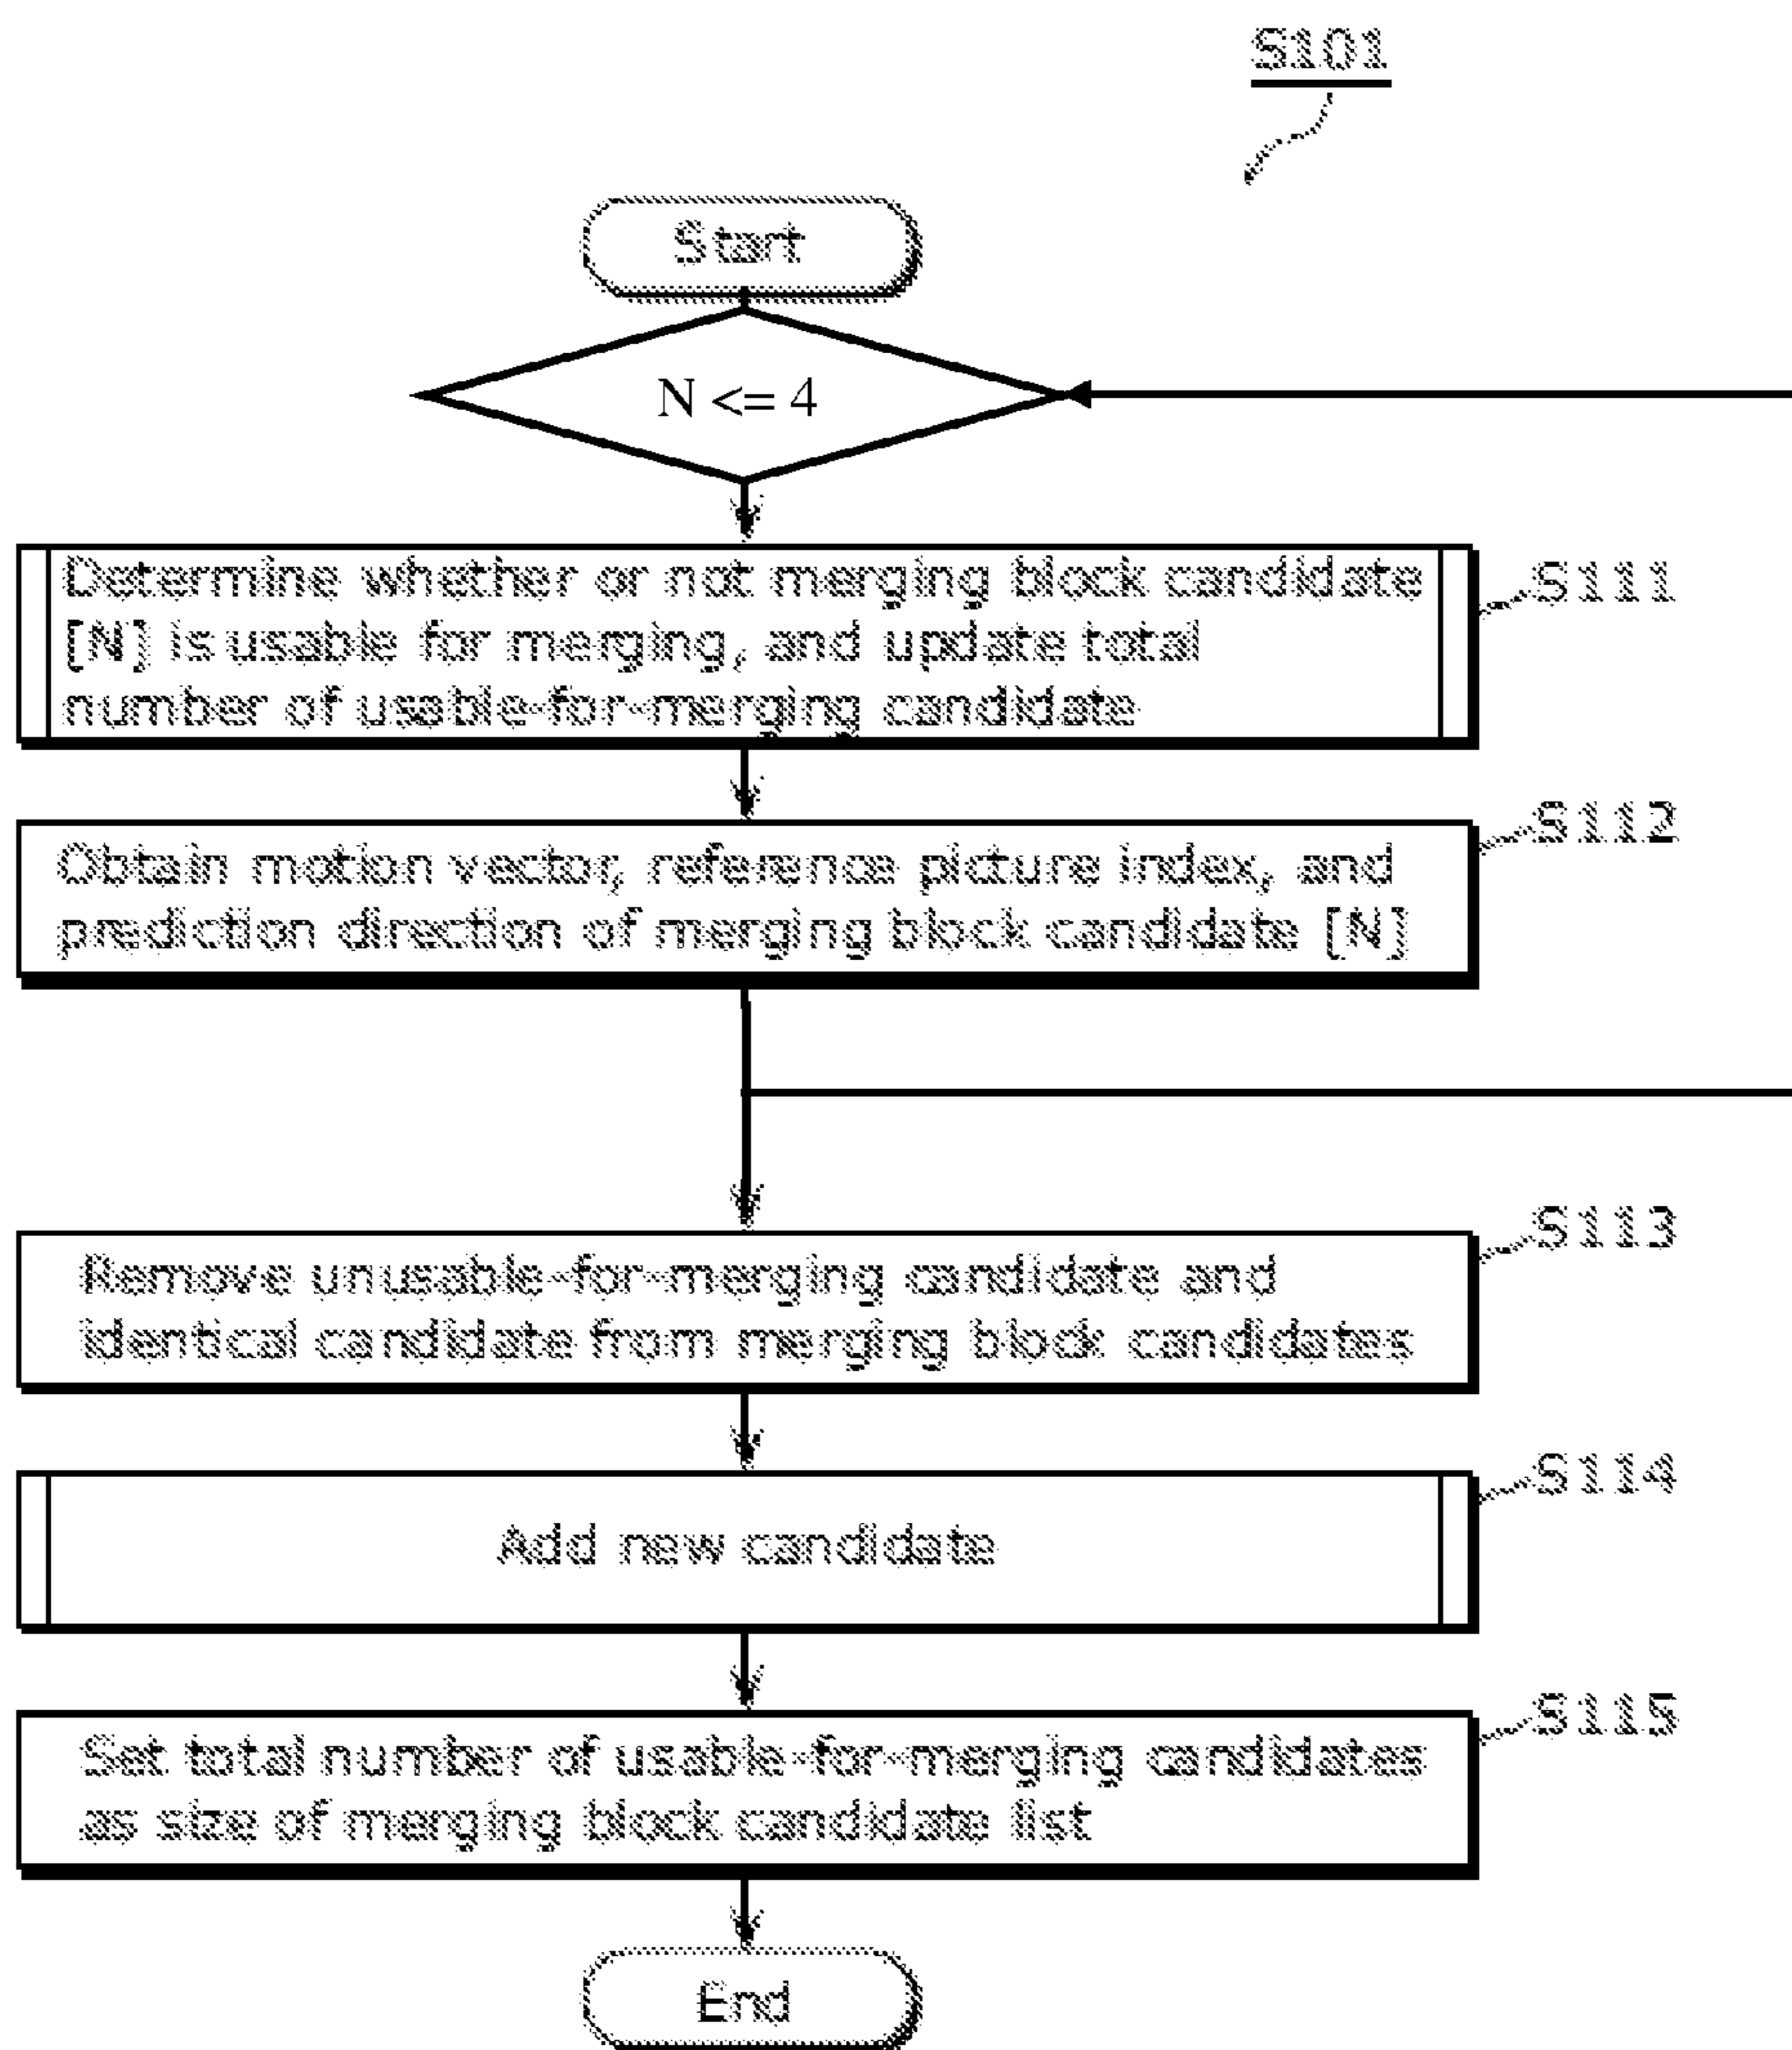 S101
Start
N <= 4
Determine whether or not merging block candidate
[N] is usable for merging, and update total
number of usable-for-merging candidate
S111
Obtain motion vector, reference picture index, and
prediction direction of merging block candidate [N]
S112
Remove unusable-for-merging candidate and
identical candidate from merging block candidates
S113
Add new candidate
S114
Set total number of usable-for-merging candidates
as size of merging block candidate list
S115
End